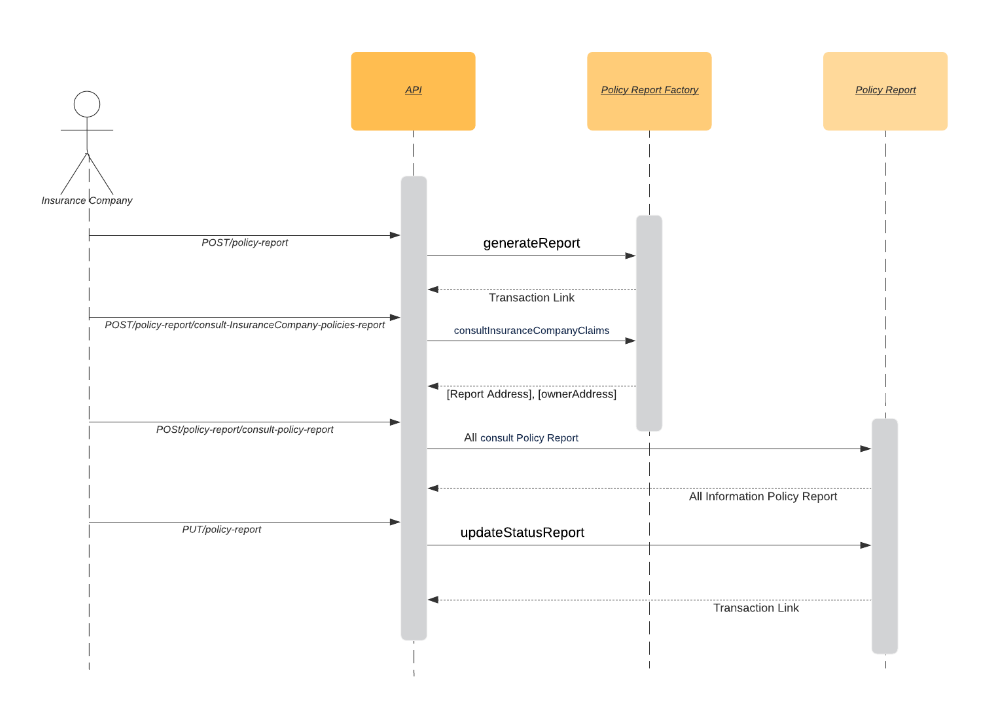 API
Policy Report Factory
Policy Report
Insurance Company
POST/policy-report
generateReport
Transaction Link
POST/policy-report/consult-InsuranceCompany-policies-report
consultInsuranceCompanyClaims
[Report Address], [ownerAddress]
POSt/policy-report/consult-policy-report
All consult Policy Report
All Information Policy Report
PUT/policy-report
updateStatusReport
Transaction Link